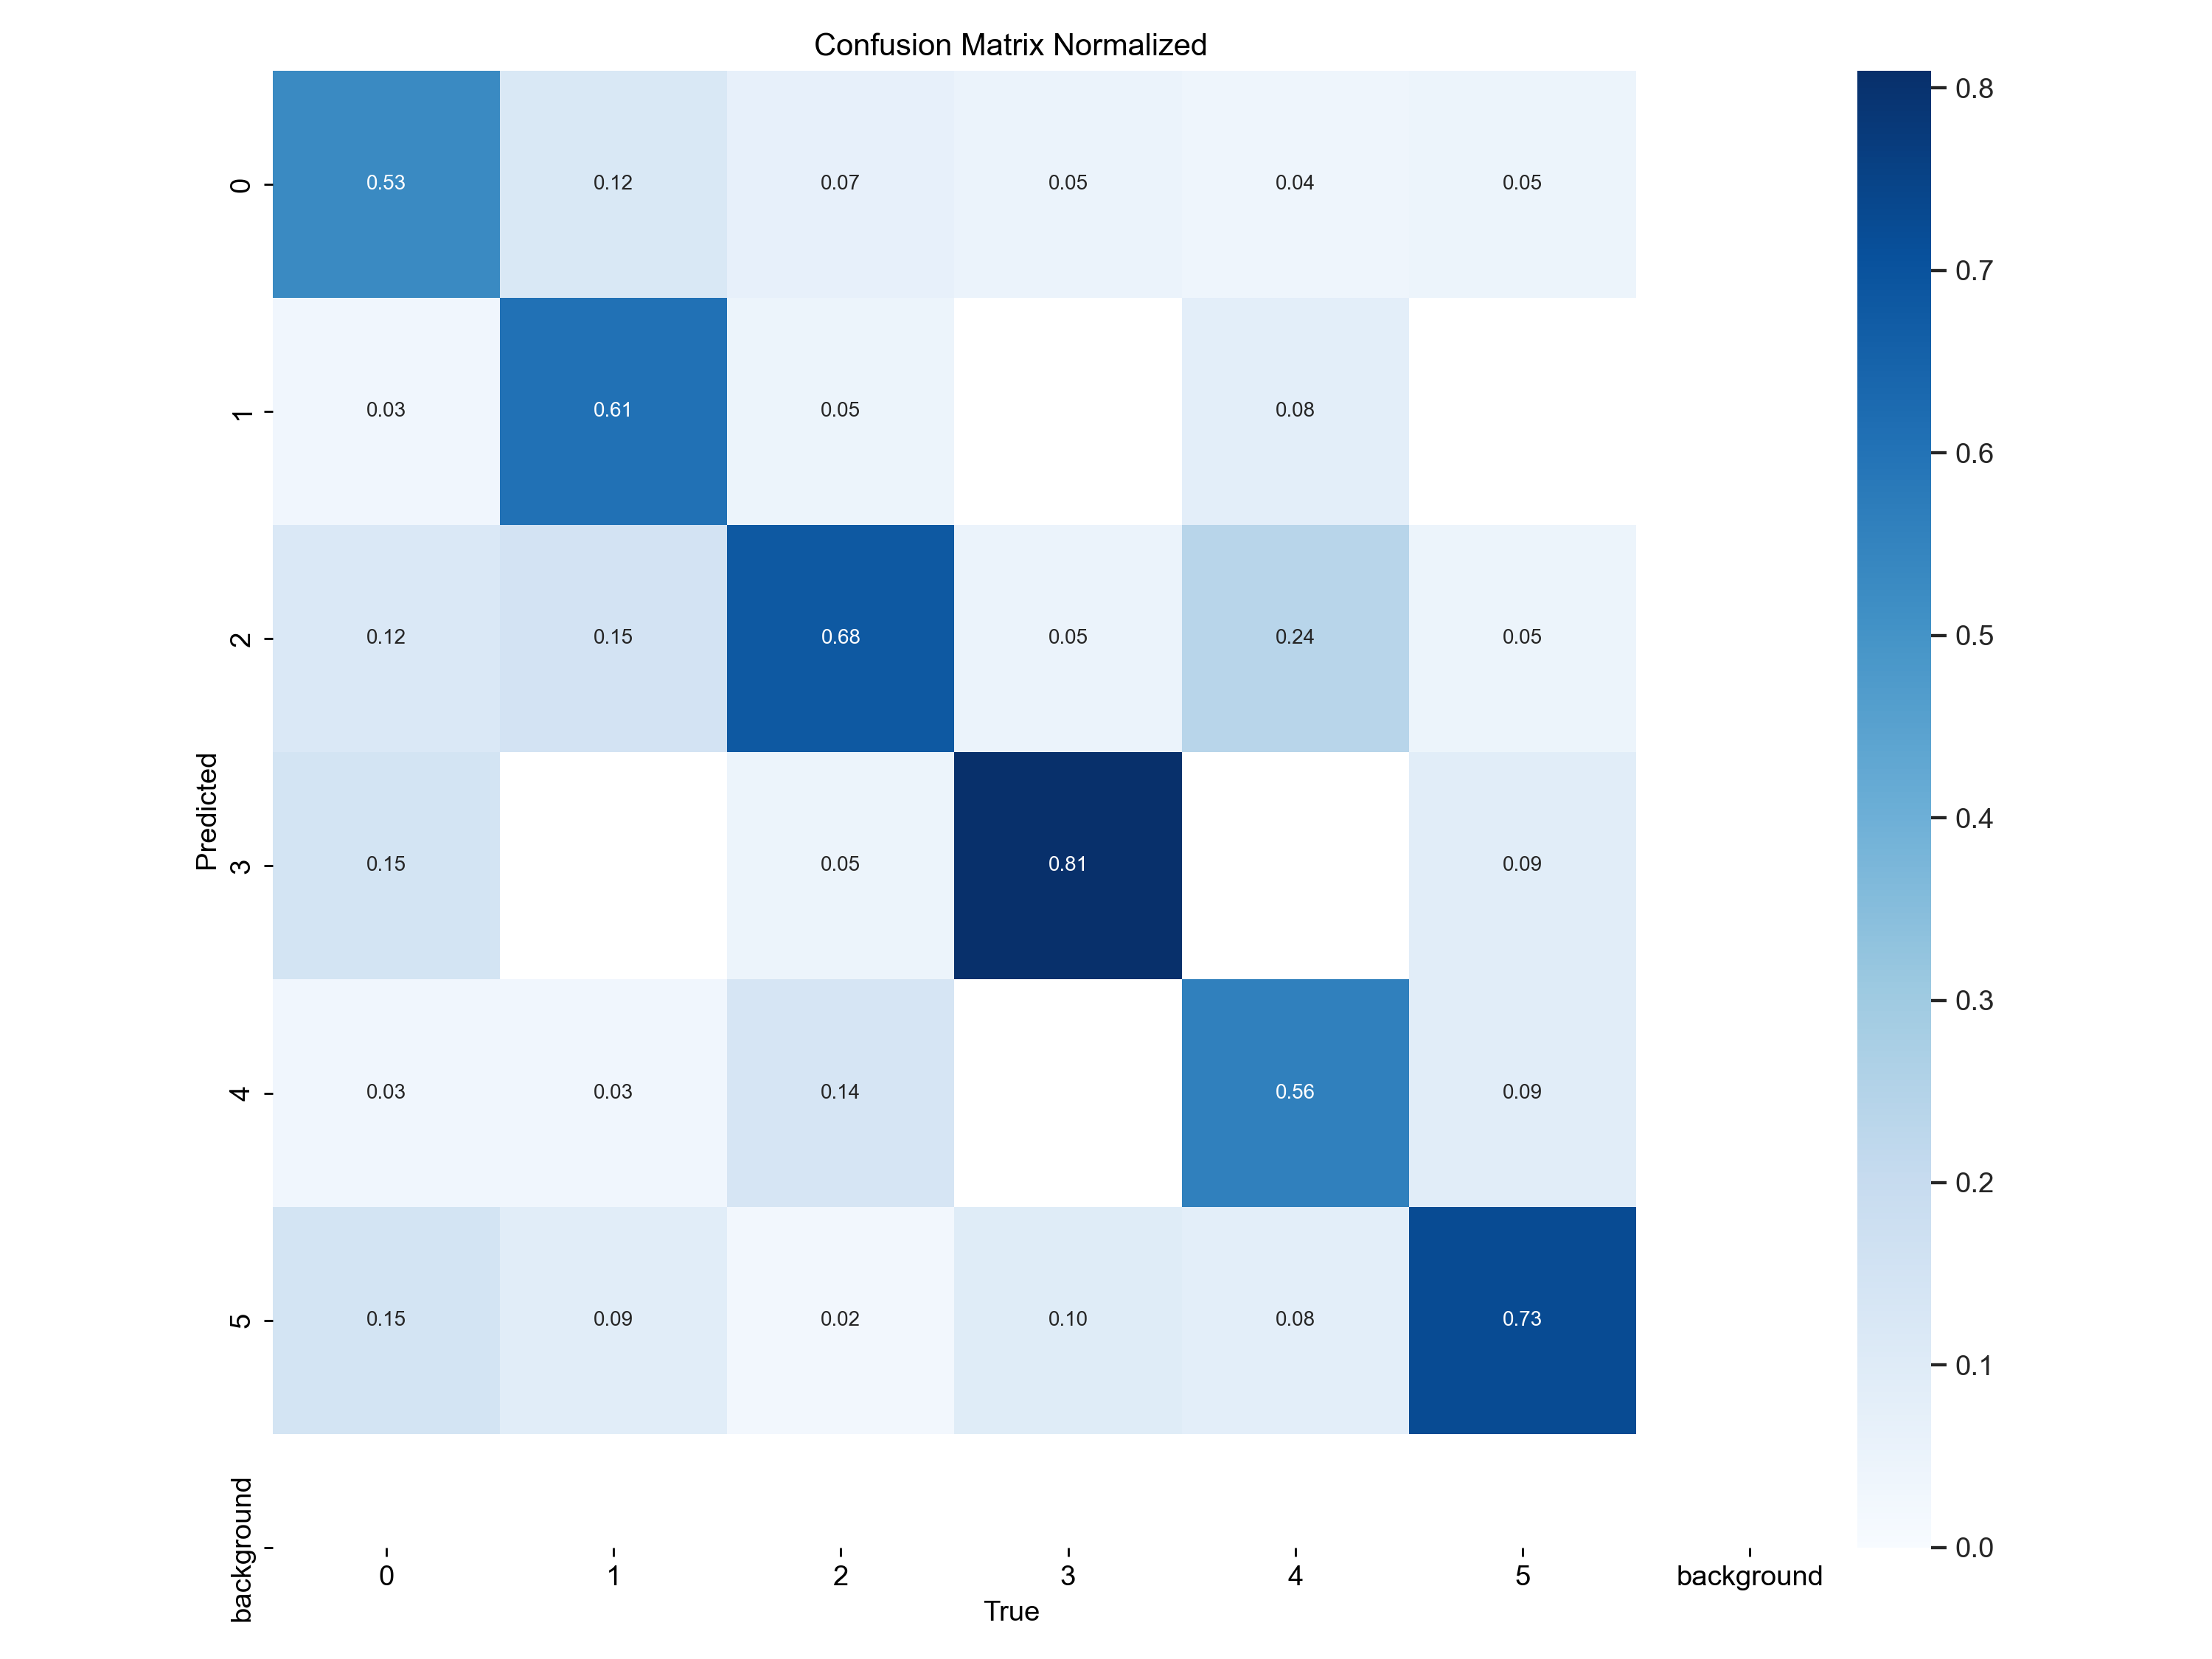 Confusion Matrix Normalized
0.53 0.12 0.07 0.05 0.04 0.05
0.03 0.61 0.05 0.08
0.12 0.15 0.68 0.05 0.24 0.05
0.15 0.05 0.81 0.09
0.03 0.03 0.14 0.56 0.09
0.15 0.09 0.02 0.10 0.08 0.73
0
1
2
3
4
5
background
Predicted
0 1 2 3 4 5 background
True
0.8
0.7
0.6
0.5
0.4
0.3
0.2
0.1
0.0